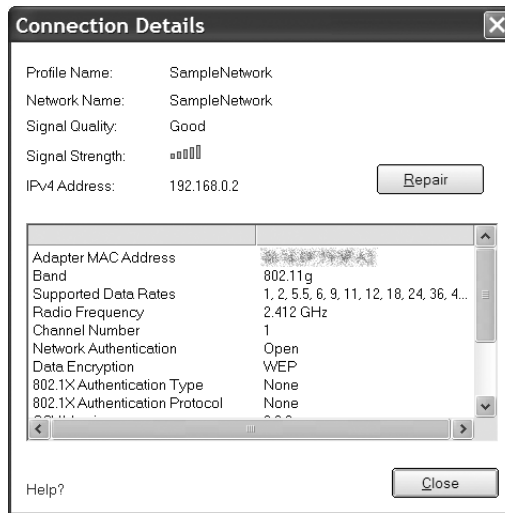 Connection Details
Profile Name: SampleNetwork
Network Name: SampleNetwork
Signal Quality: Good
Signal Strength:
IPv4 Address: 192.168.0.2
Repair
Adapter MAC Address
Band 802.11g
Supported Data Rates 1, 2, 5.5, 6, 9, 11, 12, 18, 24, 36, 4...
Radio Frequency 2.412 GHz
Channel Number 1
Network Authentication Open
Data Encryption WEP
802.1X Authentication Type None
802.1X Authentication Protocol None
Help?
Close